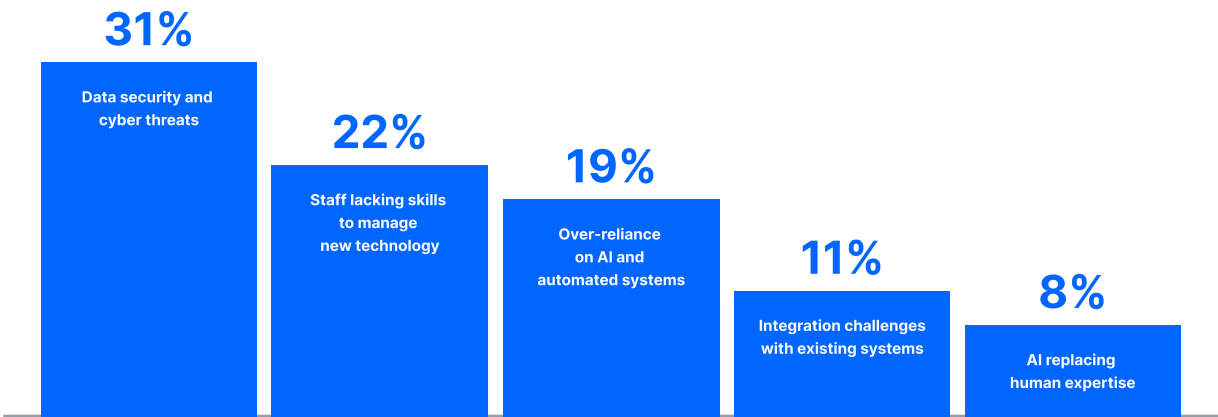 31%
Data security and
cyber threats
22%
Staff lacking skills
to manage
new technology
19%
Over-reliance
on AI and
automated systems
11%
Integration challenges
with existing systems
8%
AI replacing
human expertise